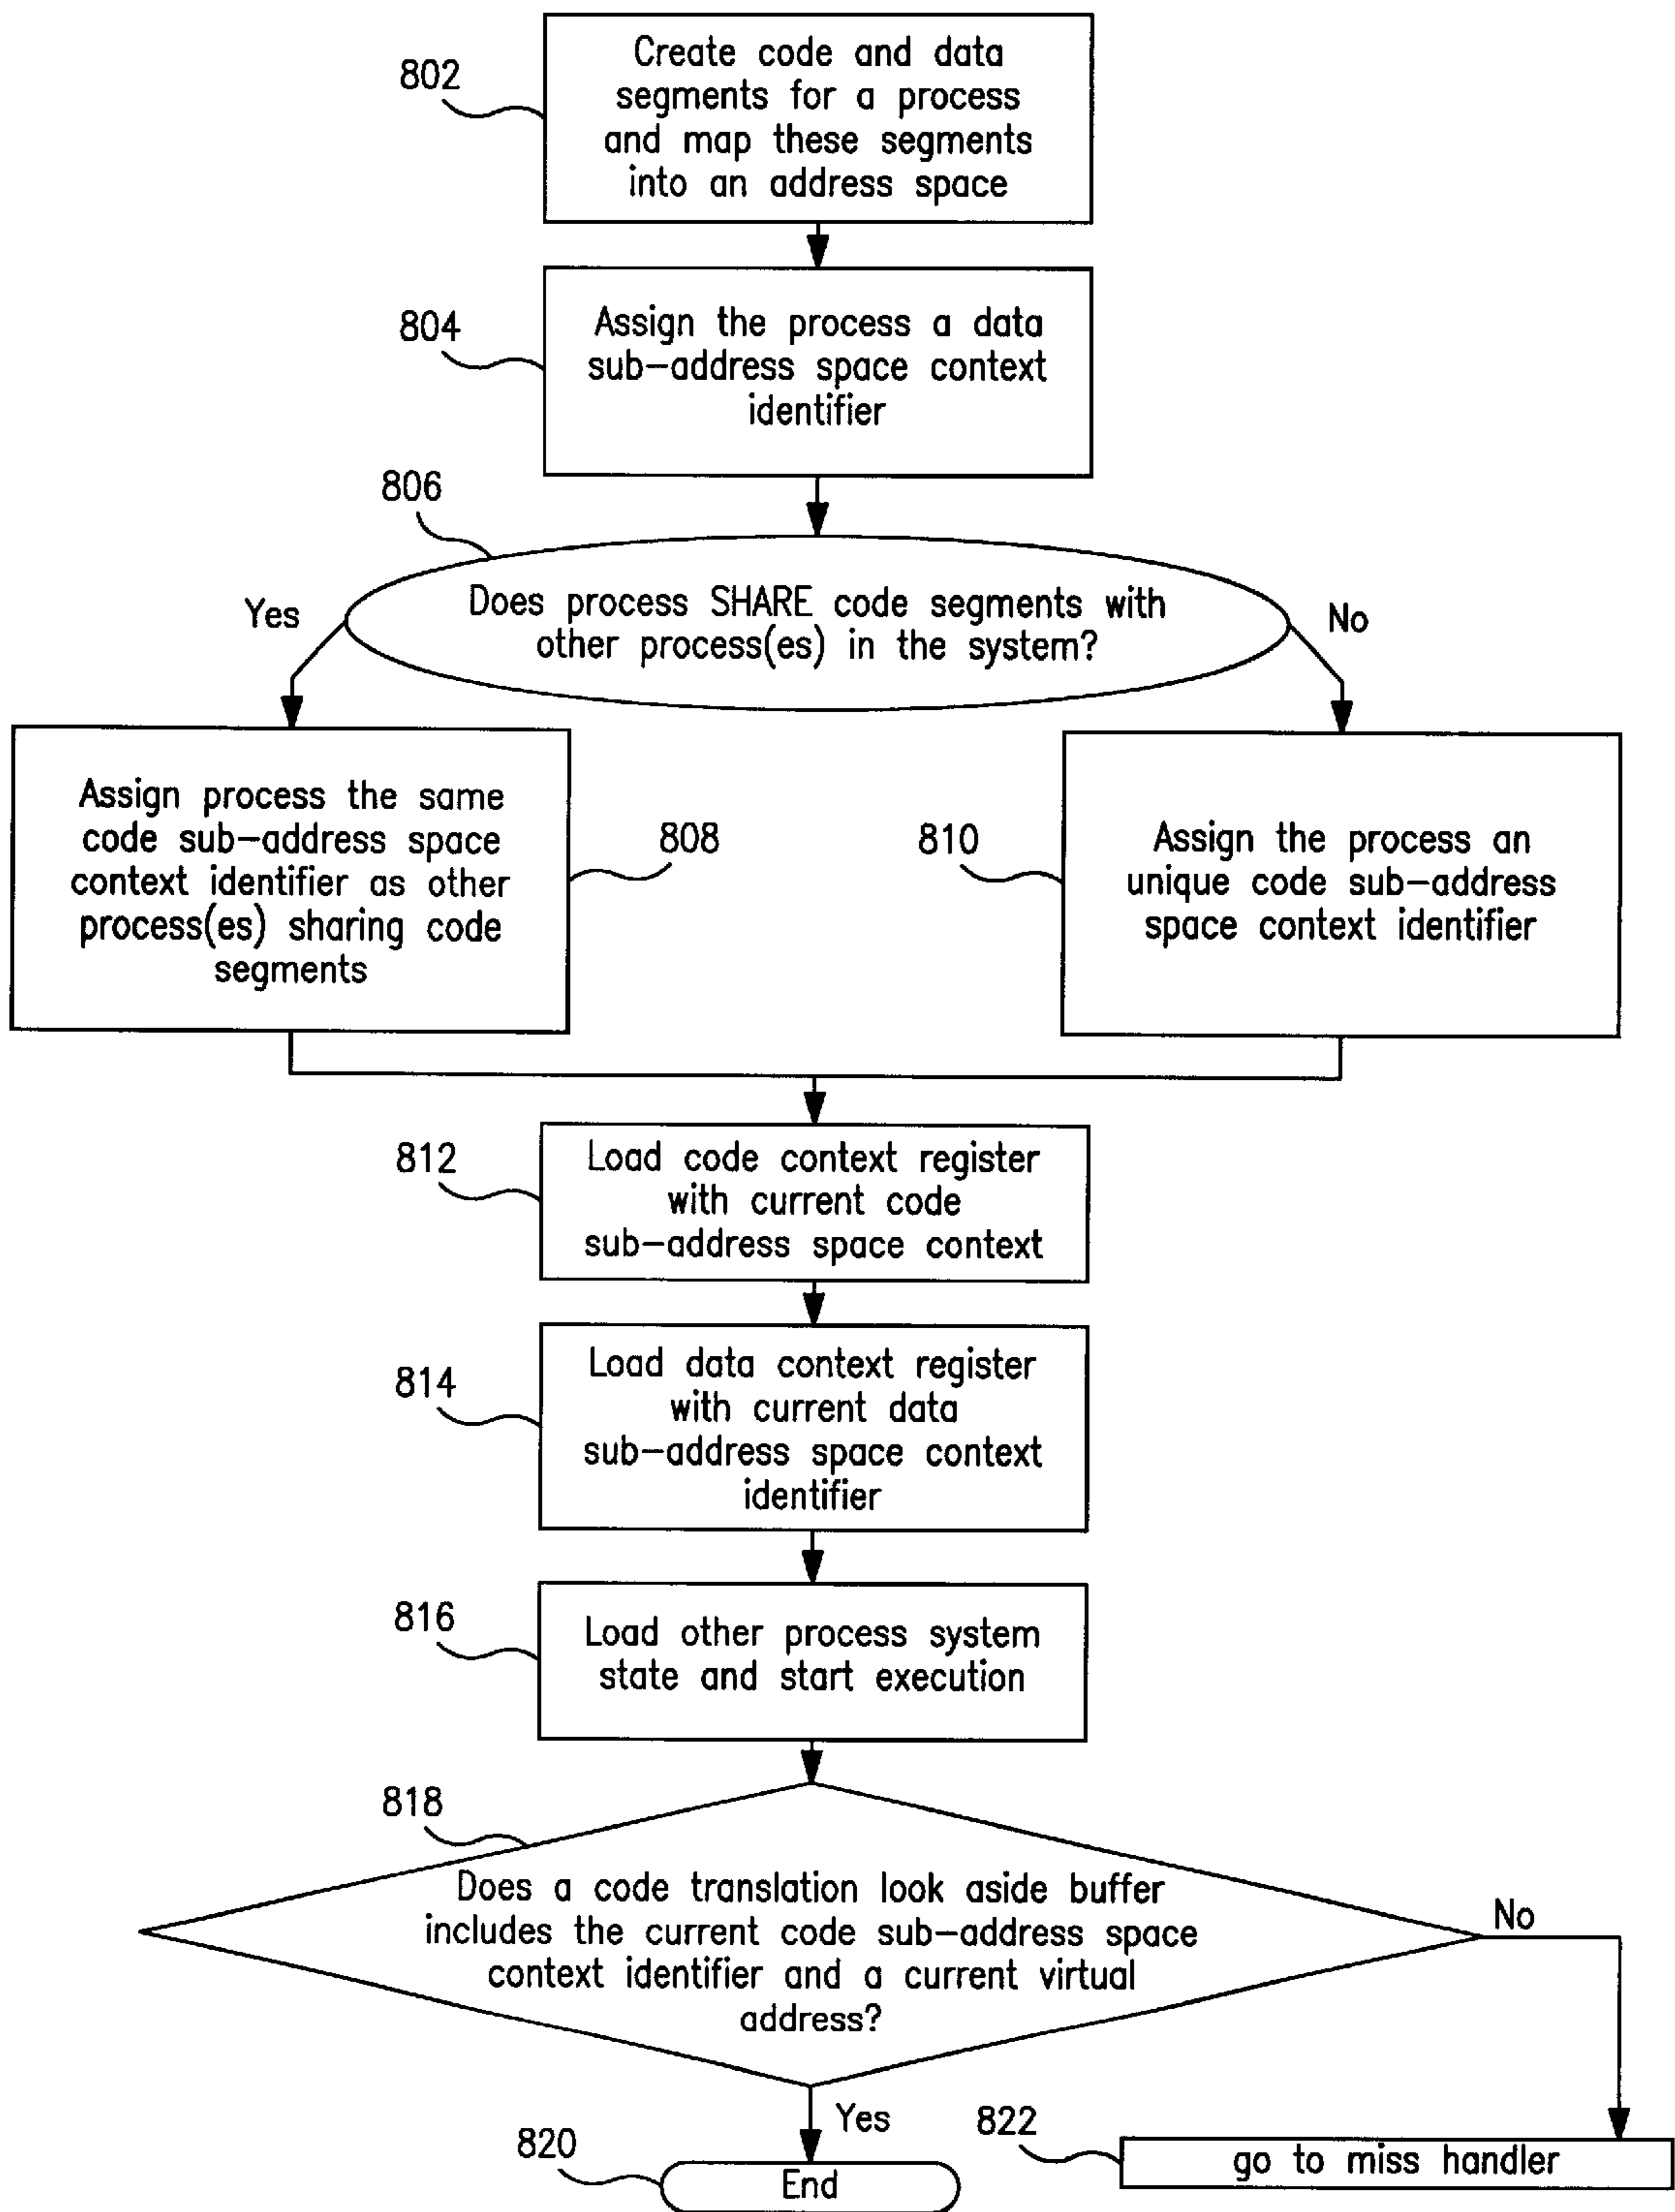 802
Create code and data
segments for a process
and map these segments
into an address space
804
Assign the process a data
sub-address space context
identifier
806
Does process SHARE code segments with
other process(es) in the system?
Yes
No
Assign process the same
code sub-address space
context identifier as other
process(es) sharing code
segments
808
810
Assign the process an
unique code sub-address
space context identifier
812
Load code context register
with current code
sub-address space context
814
Load data context register
with current data
sub-address space context
identifier
816
Load other process system
state and start execution
818
Does a code translation look aside buffer
includes the current code sub-address space
context identifier and a current virtual
address?
No
Yes
820
End
822
go to miss handler